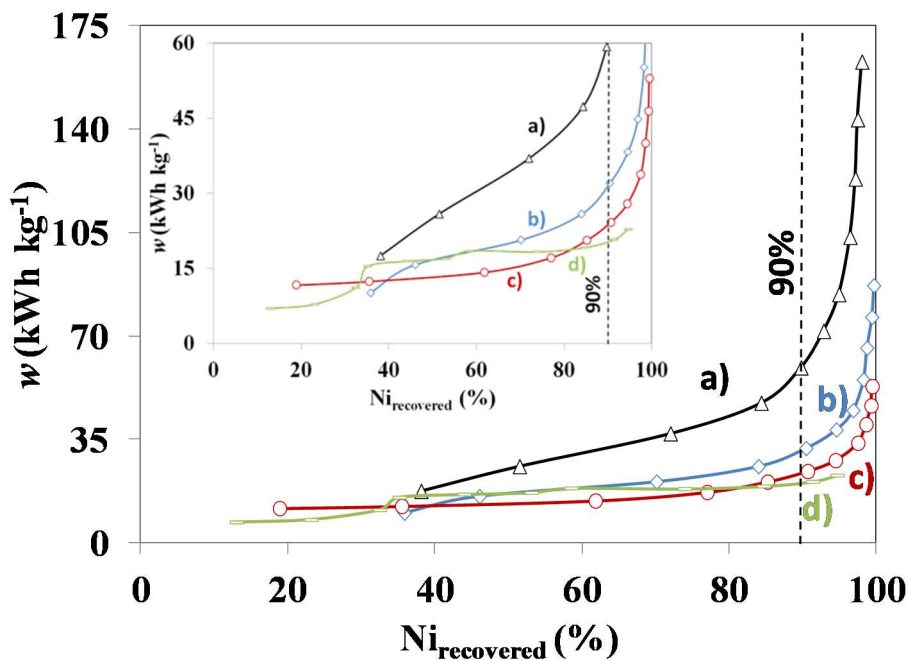 175
140
105
70
35
0
w (kWh kg-1)
0 20 40 60 80 100
Nirecovered (%)
a)
b)
c)
d)
90%
60
45
30
15
0
w (kWh kg-1)
0 20 40 60 80 100
Nirecovered (%)
a)
b)
c)
d)
90%